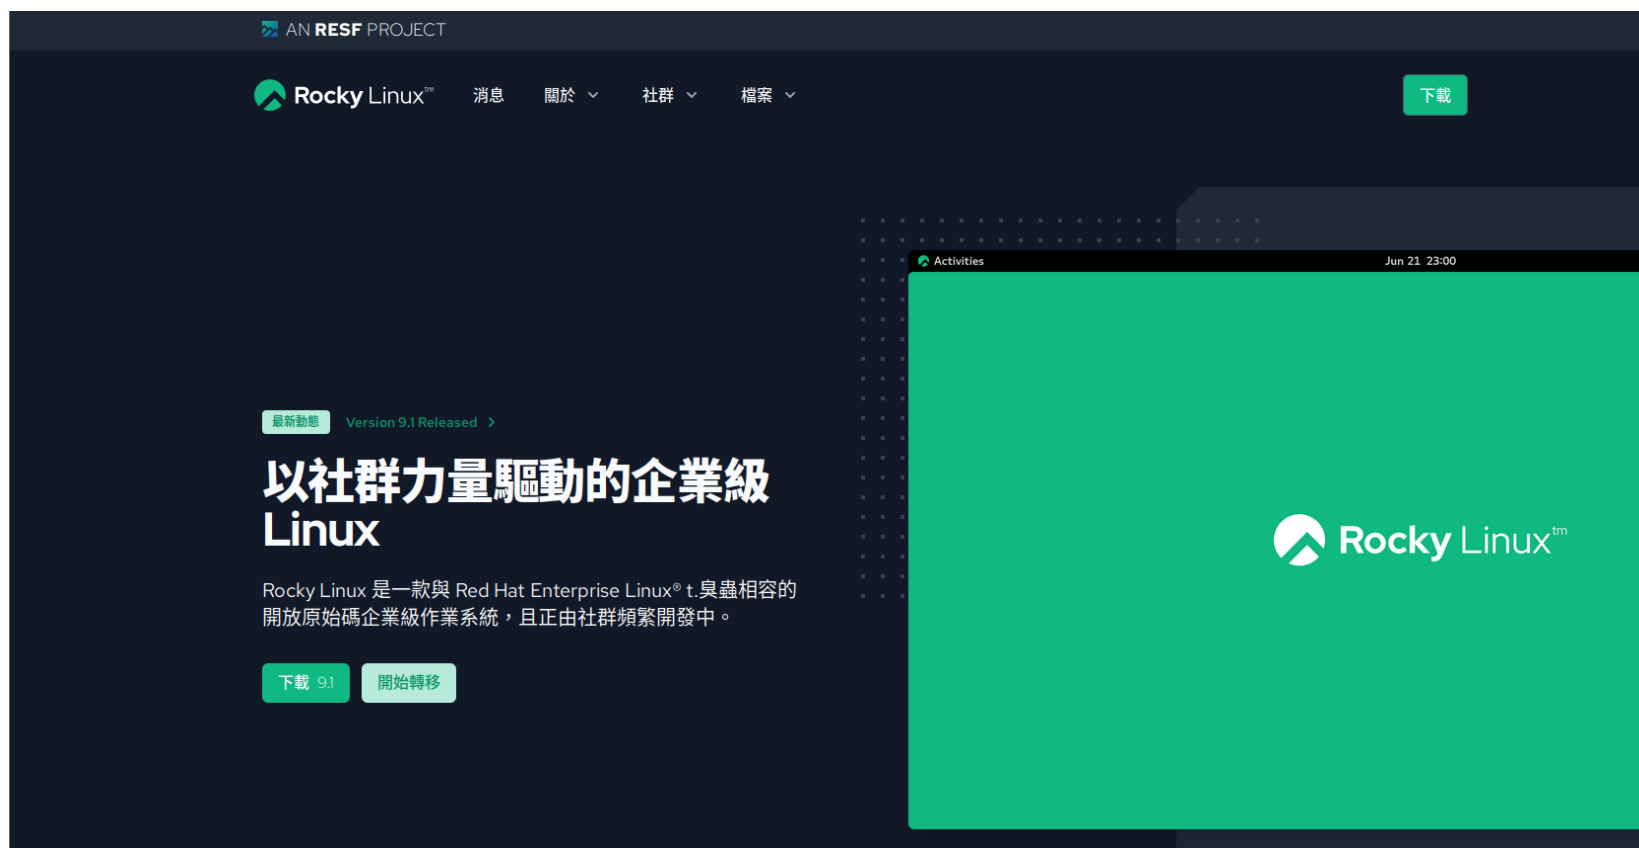 AN RESF PROJECT
Rocky Linux™ 消息 關於 社群 檔案 下載
Activities Jun 21 23:00
最新動態 Version 9.1 Released
以社群力量驅動的企業級
Linux
Rocky Linux™
Rocky Linux 是一款與 Red Hat Enterprise Linux® t.臭蟲相容的
開放原始碼企業級作業系統，且正由社群頻繁開發中。
下載 9.1 開始轉移